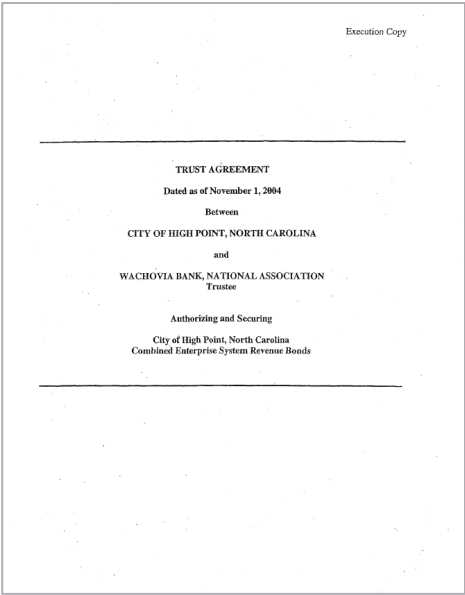 Execution Copy
TRUST AGREEMENT
Dated as of November 1, 2004
Between
CITY OF HIGH POINT, NORTH CAROLINA
and
WACHOVIA BANK, NATIONAL ASSOCIATION
Trustee
Authorizing and Securing
City of High Point, North Carolina
Combined Enterprise System Revenue Bonds